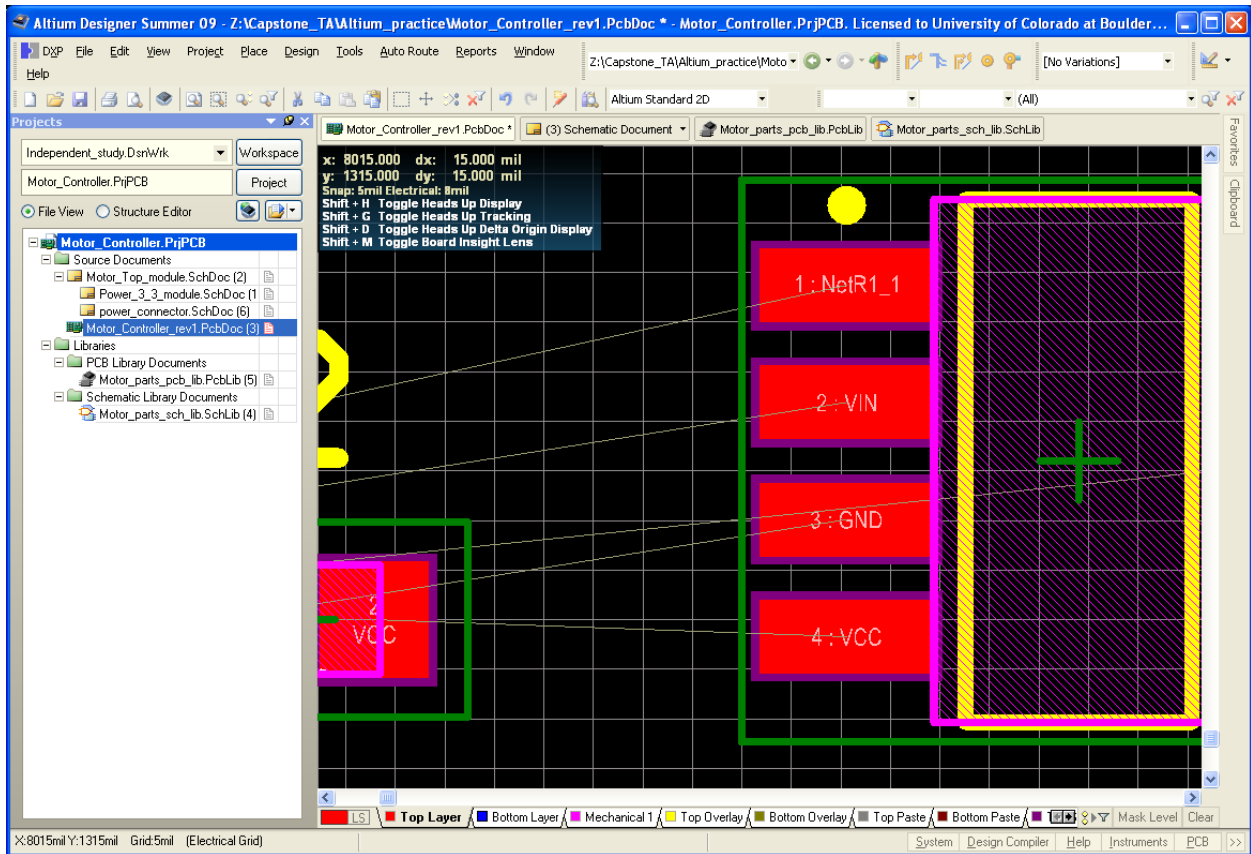 Altium Designer Summer 09 - Z:\Capstone_TA\Altium_practice\Motor_Controller_rev1.PcbDoc * - Motor_Controller.PrjPCB. Licensed to University of Colorado at Boulder...
DXP File Edit View Project Place Design Tools Auto Route Reports Window
Help
Z:\Capstone_TA\Altium_practice\Moto
[No Variations]
Altium Standard 2D
(All)
Projects
Independent_study.DsnWrk Workspace
Motor_Controller.PrjPCB Project
File View Structure Editor
Motor_Controller.PrjPCB
Source Documents
Motor_Top_module.SchDoc (2)
Power_3_3_module.SchDoc (1
power_connector.SchDoc (6)
Motor_Controller_rev1.PcbDoc (3)
Libraries
PCB Library Documents
Motor_parts_pcb_lib.PcbLib (5)
Schematic Library Documents
Motor_parts_sch_lib.SchLib (4)
Motor_Controller_rev1.PcbDoc * (3) Schematic Document Motor_parts_pcb_lib.PcbLib Motor_parts_sch_lib.SchLib
x: 8015.000 dx: 15.000 mil
y: 1315.000 dy: 15.000 mil
Snap: 5mil Electrical: 8mil
Shift + H Toggle Heads Up Display
Shift + G Toggle Heads Up Tracking
Shift + D Toggle Heads Up Delta Origin Display
Shift + M Toggle Board Insight Lens
1 : NetR1_1
2 : VIN
3 : GND
4 : VCC
2
VCC
Favorites
Clipboard
LS Top Layer Bottom Layer Mechanical 1 Top Overlay Bottom Overlay Top Paste Bottom Paste Mask Level Clear
X:8015mil Y:1315mil Grid:5mil (Electrical Grid)
System Design Compiler Help Instruments PCB >>